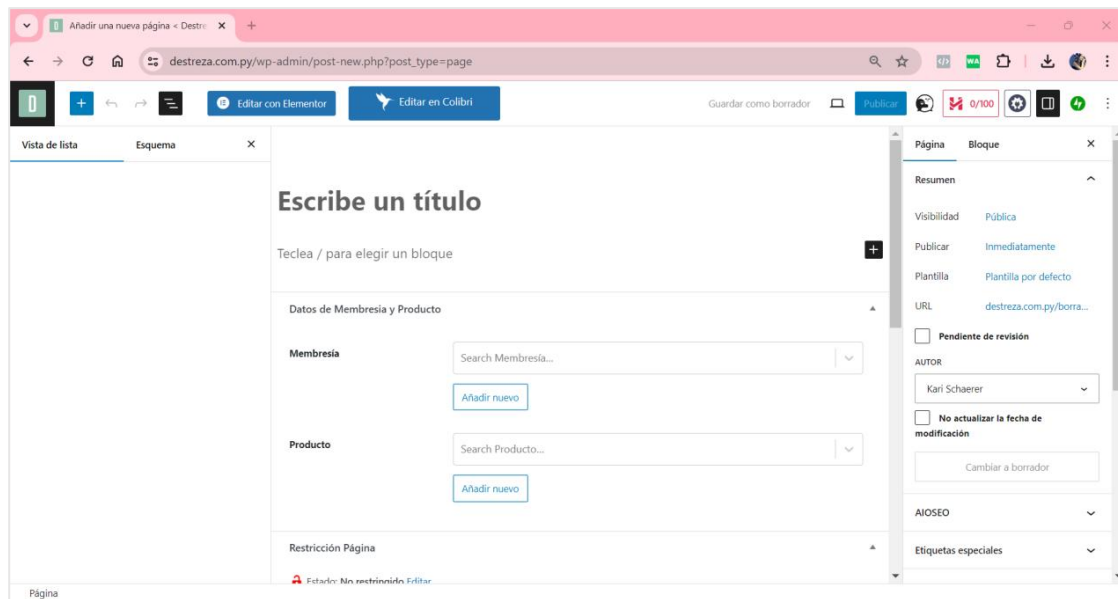 Añadir una nueva página < Destre
destreza.com.py/wp-admin/post-new.php?post_type=page
WA
D
Editar con Elementor
Editar en Colibri
Guardar como borrador
Publicar
0/100
Vista de lista
Esquema
Página
Bloque
Escribe un título
Teclea / para elegir un bloque
Datos de Membresia y Producto
Membresía
Search Membresía...
Añadir nuevo
Producto
Search Producto...
Añadir nuevo
Restricción Página
Estado: No restringido Editar
Resumen
Visibilidad
Pública
Publicar
Inmediatamente
Plantilla
Plantilla por defecto
URL
destreza.com.py/borra...
Pendiente de revisión
AUTOR
Kari Schaerer
No actualizar la fecha de
modificación
Cambiar a borrador
AIOSEO
Etiquetas especiales
Página